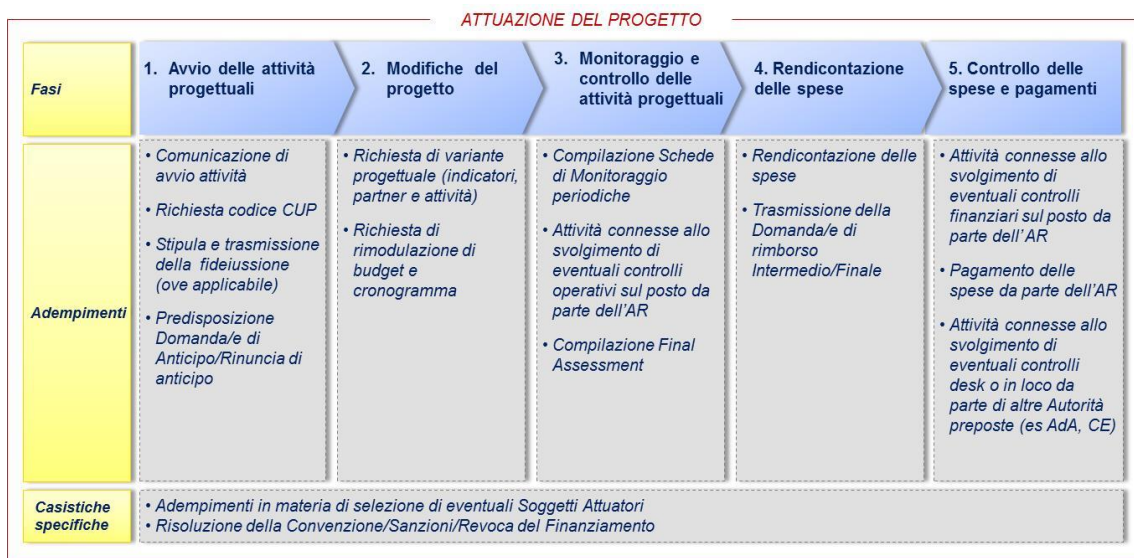 ATTUAZIONE DEL PROGETTO
Fasi
1. Avvio delle attività
progettuali
2. Modifiche del
progetto
3. Monitoraggio e
controllo delle
attività progettuali
4. Rendicontazione
delle spese
5. Controllo delle
spese e pagamenti
Adempimenti
• Comunicazione di
avvio attività
• Richiesta codice CUP
• Stipula e trasmissione
della fideiussione
(ove applicabile)
• Predisposizione
Domanda/e di
Anticipo/Rinuncia di
anticipo
• Richiesta di variante
progettuale (indicatori,
partner e attività)
• Richiesta di
rimodulazione di
budget e
cronogramma
• Compilazione Schede
di Monitoraggio
periodiche
• Attività connesse allo
svolgimento di
eventuali controlli
operativi sul posto da
parte dell'AR
• Compilazione Final
Assessment
• Rendicontazione delle
spese
• Trasmissione della
Domanda/e di
rimborso
Intermedio/Finale
• Attività connesse allo
svolgimento di
eventuali controlli
finanziari sul posto da
parte dell'AR
• Pagamento delle
spese da parte dell'AR
• Attività connesse allo
svolgimento di
eventuali controlli
desk o in loco da
parte di altre Autorità
preposte (es AdA, CE)
Casistiche
specifiche
• Adempimenti in materia di selezione di eventuali Soggetti Attuatori
• Risoluzione della Convenzione/Sanzioni/Revoca del Finanziamento